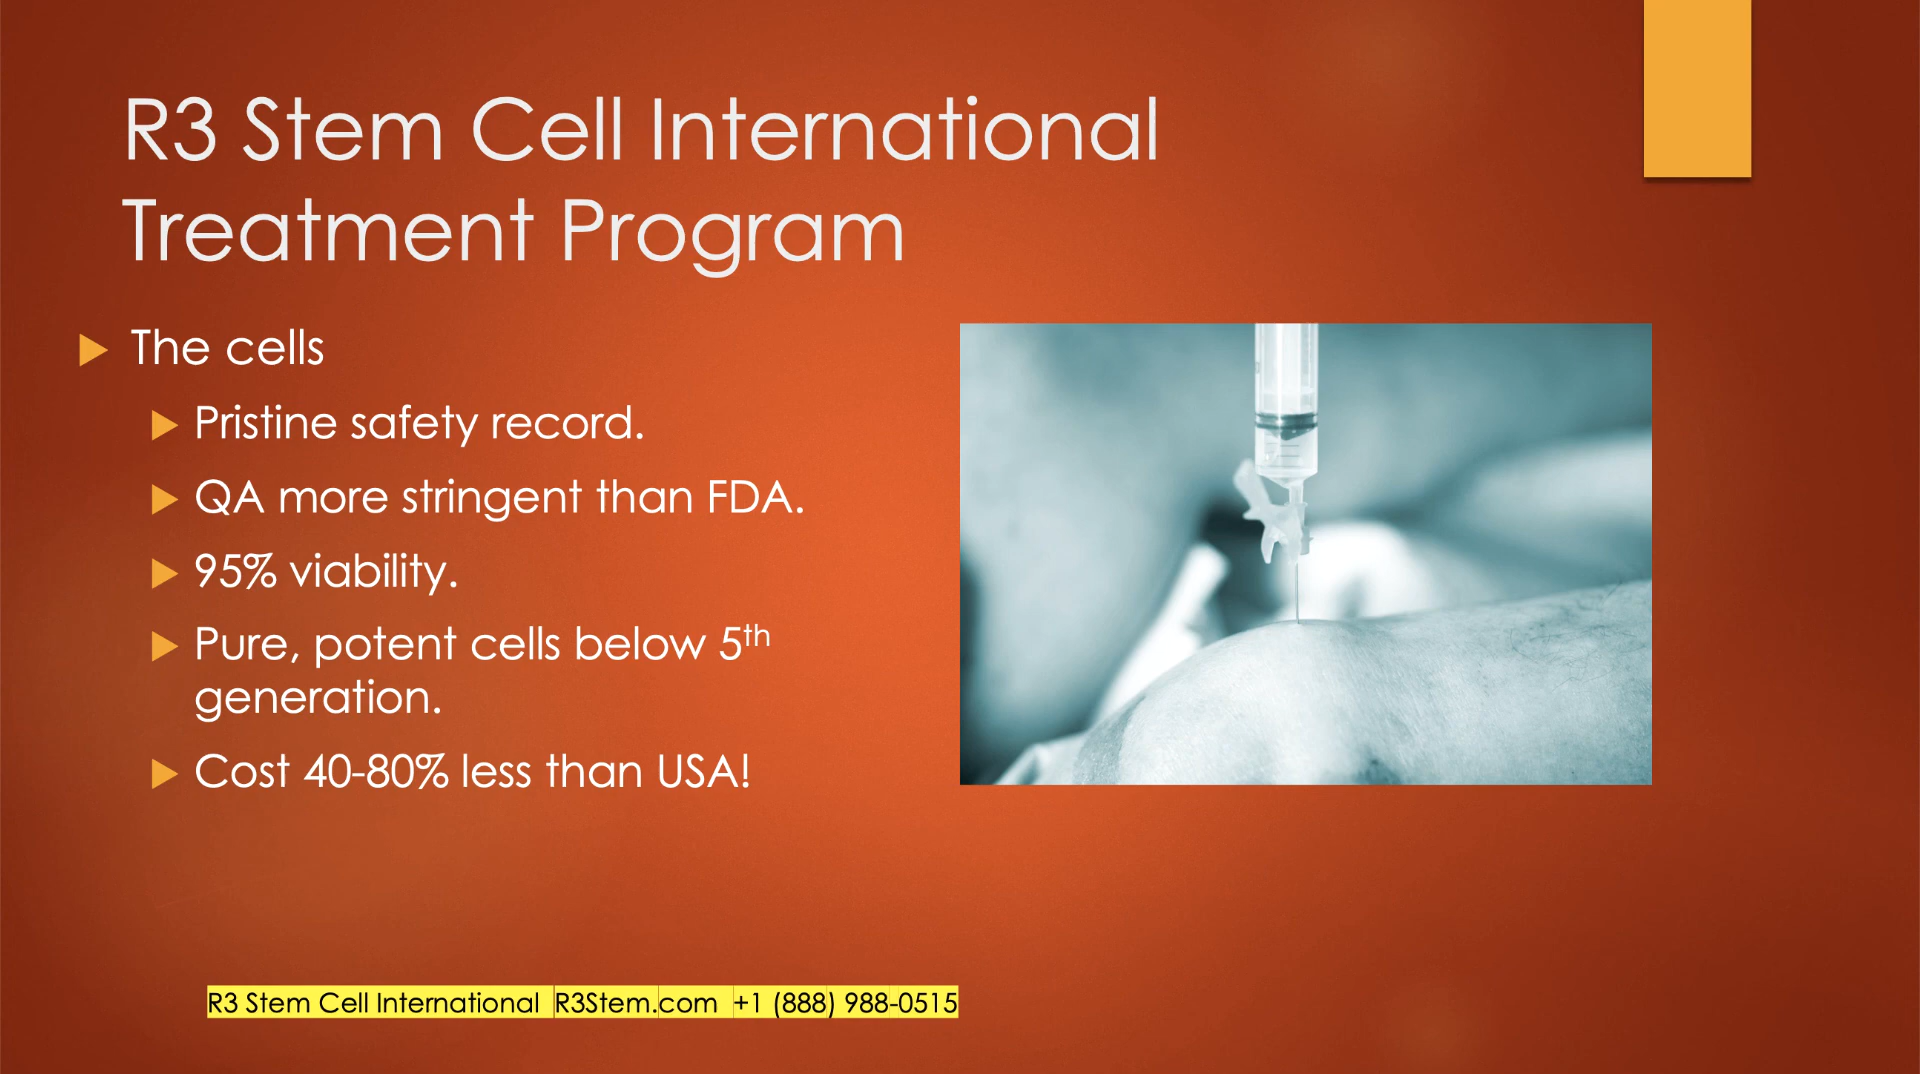 R3 Stem Cell International
Treatment Program
The cells
Pristine safety record.
QA more stringent than FDA.
95% viability.
Pure, potent cells below 5th
generation.
Cost 40-80% less than USA!
R3 Stem Cell International R3Stem.com +1 (888) 988-0515